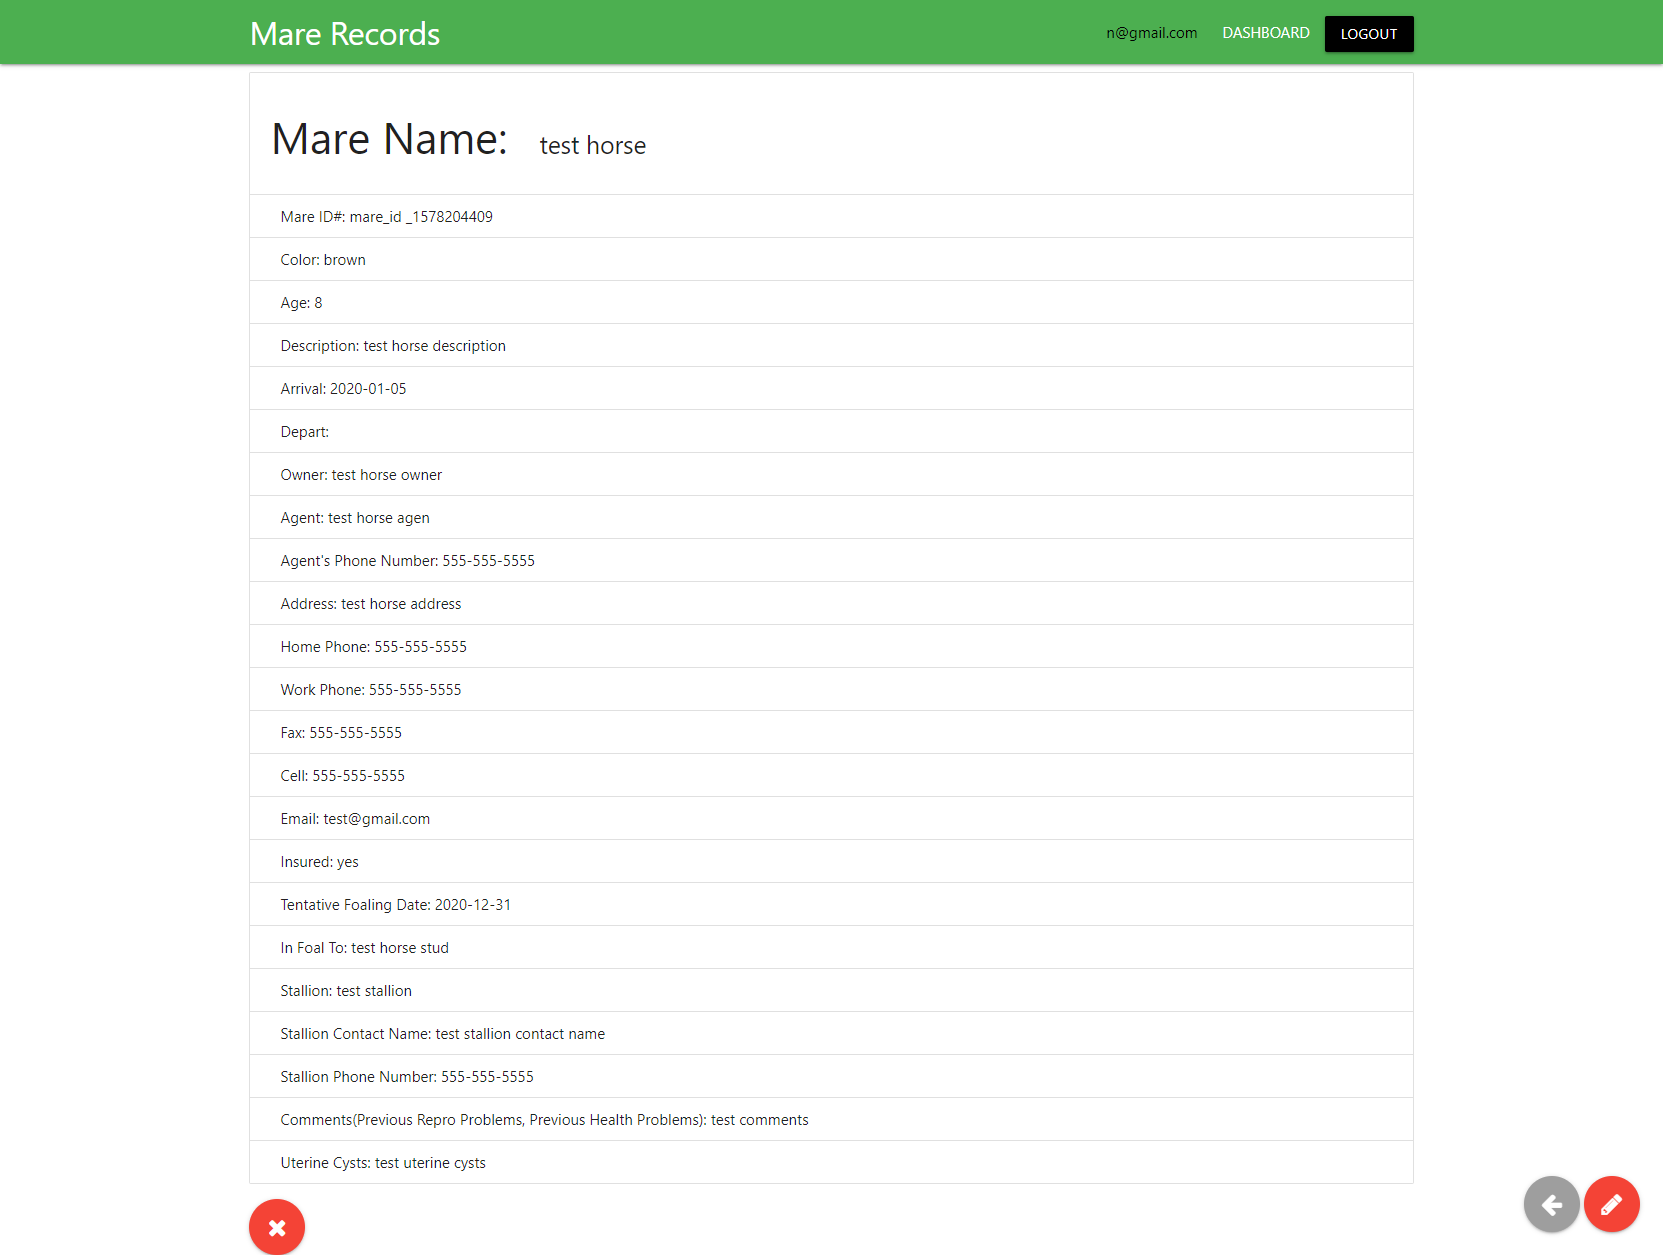 Mare Records
n@gmail.com DASHBOARD LOGOUT
Mare Name: test horse
Mare ID#: mare_id _1578204409
Color: brown
Age: 8
Description: test horse description
Arrival: 2020-01-05
Depart:
Owner: test horse owner
Agent: test horse agen
Agent's Phone Number: 555-555-5555
Address: test horse address
Home Phone: 555-555-5555
Work Phone: 555-555-5555
Fax: 555-555-5555
Cell: 555-555-5555
Email: test@gmail.com
Insured: yes
Tentative Foaling Date: 2020-12-31
In Foal To: test horse stud
Stallion: test stallion
Stallion Contact Name: test stallion contact name
Stallion Phone Number: 555-555-5555
Comments(Previous Repro Problems, Previous Health Problems): test comments
Uterine Cysts: test uterine cysts